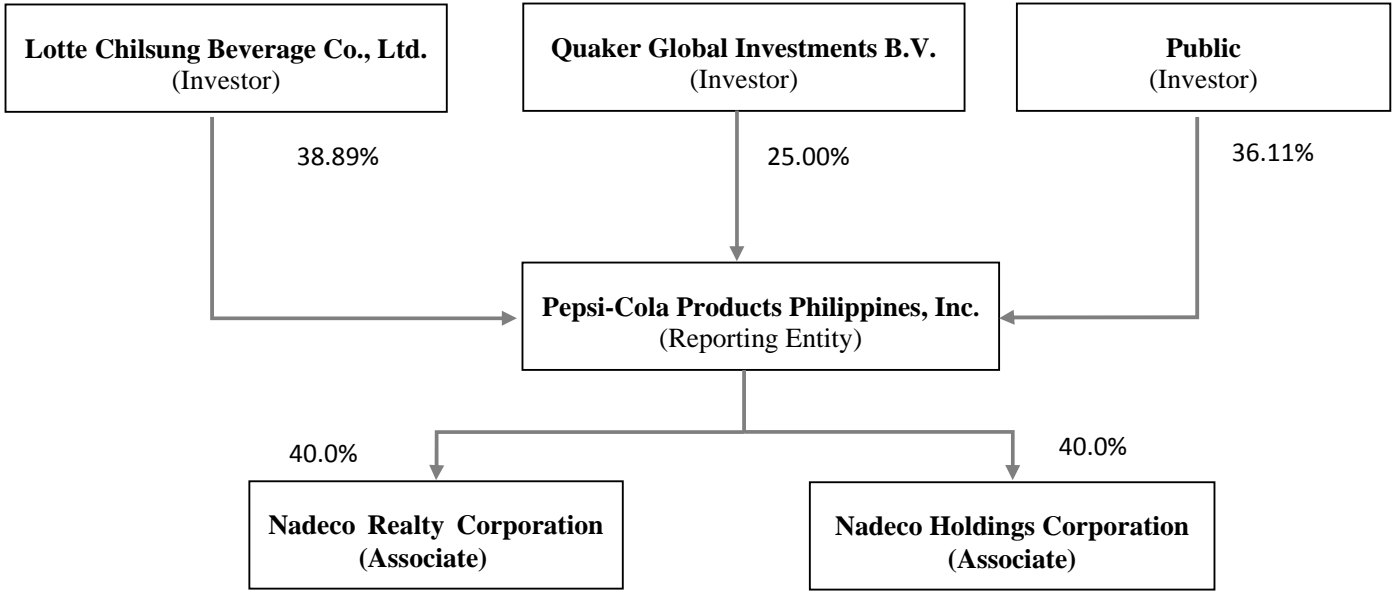 Lotte Chilsung Beverage Co., Ltd.
(Investor)
Quaker Global Investments B.V.
(Investor)
Public
(Investor)
38.89%
25.00%
36.11%
Pepsi-Cola Products Philippines, Inc.
(Reporting Entity)
40.0%
40.0%
Nadeco Realty Corporation
(Associate)
Nadeco Holdings Corporation
(Associate)